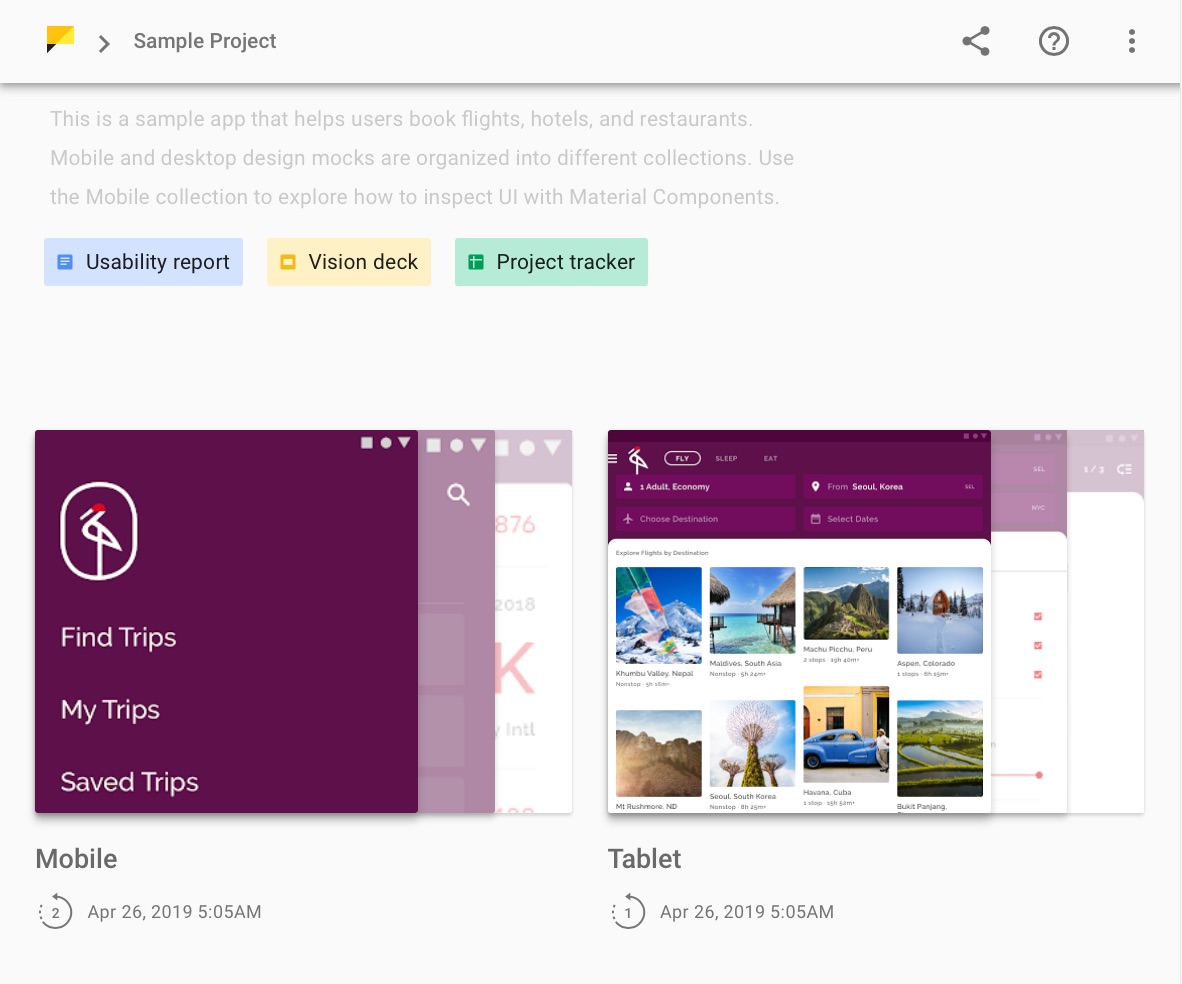 Sample Project
This is a sample app that helps users book flights, hotels, and restaurants.
Mobile and desktop design mocks are organized into different collections. Use
the Mobile collection to explore how to inspect UI with Material Components.
Usability report
Vision deck
Project tracker
876
2018
K
y Intl
Find Trips
My Trips
Saved Trips
FLY
SLEEP
EAT
1 Adult, Economy
From Seoul, Korea
SEL
Choose Destination
Select Dates
SEL
NYC
1 / 3
Explore Flights by Destination
Khumbu Valley, Nepal
Nonstop · 5h 16m+
Maldives, South Asia
Nonstop · 5h 24m+
Machu Picchu, Peru
2 stops · 19h 40m+
Aspen, Colorado
1 stops · 6h 15m+
Mt Rushmore, ND
Seoul, South Korea
Nonstop · 8h 25m+
Havana, Cuba
1 stop · 15h 52m+
Bukit Panjang,
Mobile
2
Apr 26, 2019 5:05AM
Tablet
1
Apr 26, 2019 5:05AM